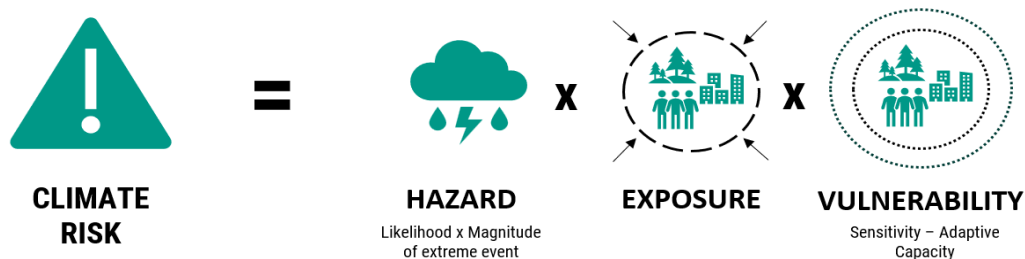 =
x
x
CLIMATE
RISK
HAZARD
Likelihood x Magnitude
of extreme event
EXPOSURE
VULNERABILITY
Sensitivity – Adaptive
Capacity